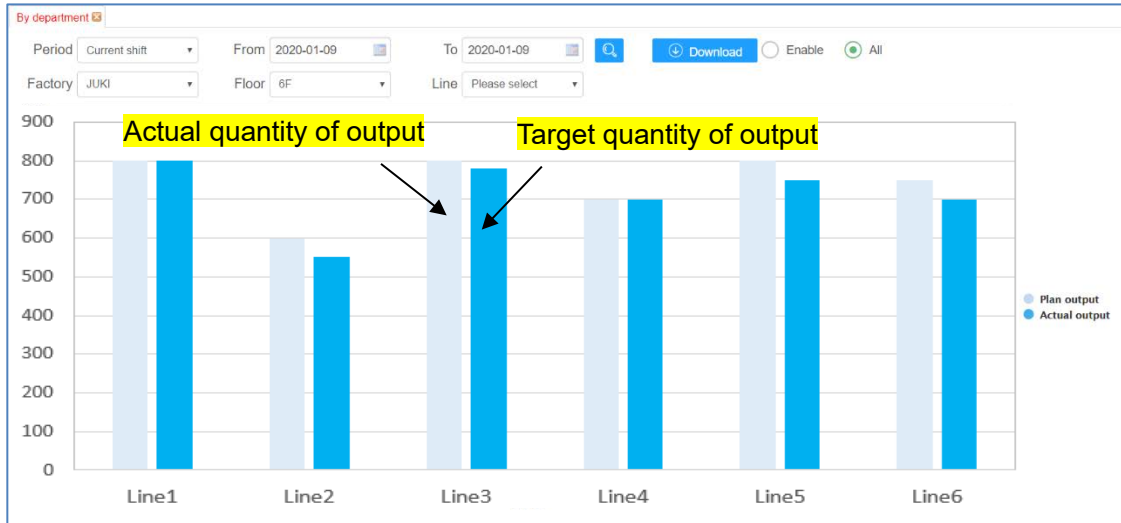 By department
Period Current shift From 2020-01-09 To 2020-01-09 Download Enable All
Factory JUKI Floor 6F Line Please select
Actual quantity of output Target quantity of output
900
800
700
600
500
400
300
200
100
0
Line1 Line2 Line3 Line4 Line5 Line6
Plan output
Actual output